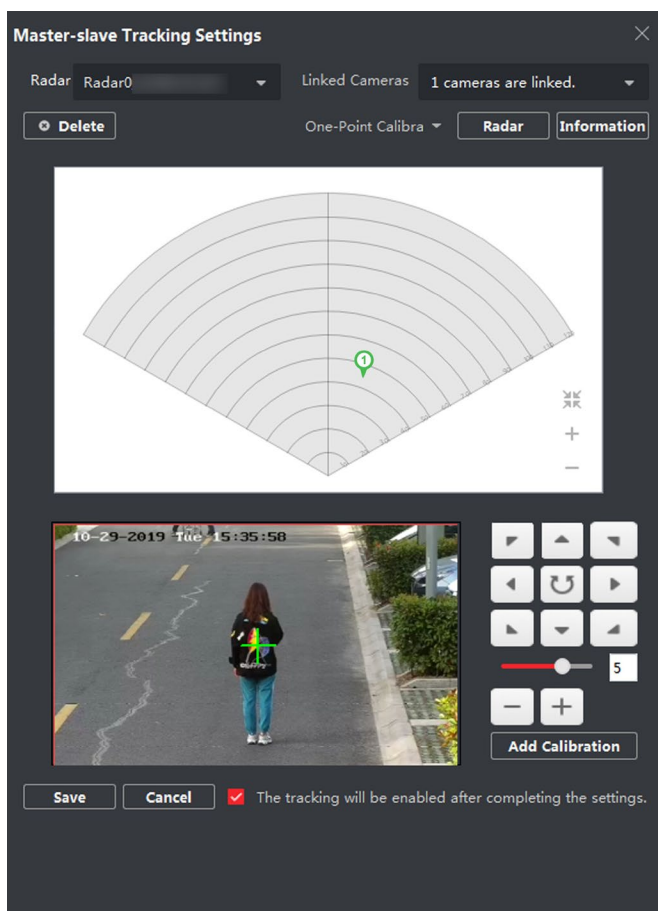 Master-slave Tracking Settings
Radar Radar0 Linked Cameras 1 cameras are linked.
Delete One-Point Calibra Radar Information
1
10-29-2019 Tue 15:35:58
5
Add Calibration
Save Cancel The tracking will be enabled after completing the settings.